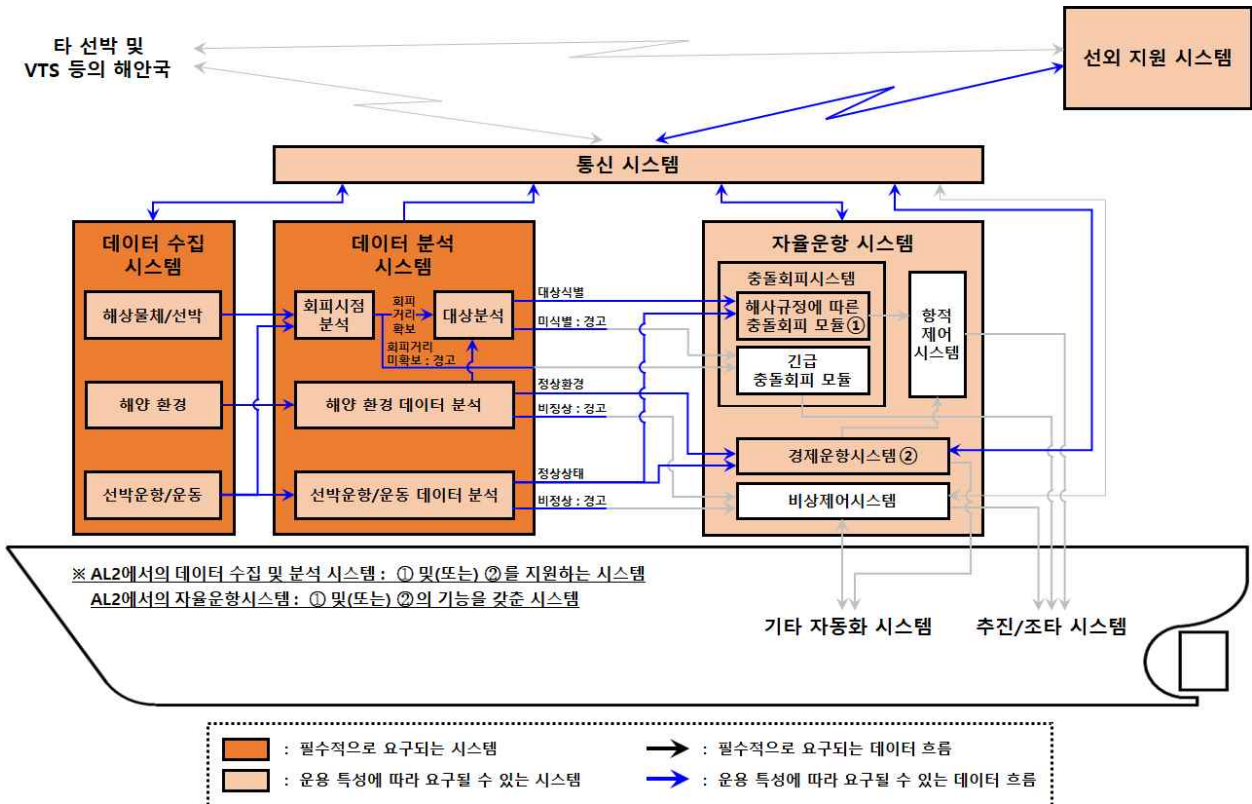 타 선박 및
VTS 등의 해안국
선외 지원 시스템
통신 시스템
데이터 수집
시스템
해상물체/선박
해양 환경
선박운항/운동
데이터 분석
시스템
회피시점
분석
회피
거리
확보
대상분석
회피거리
미확보 : 경고
해양 환경 데이터 분석
선박운항/운동 데이터 분석
대상식별
미식별 : 경고
정상환경
비정상 : 경고
정상상태
비정상 : 경고
자율운항 시스템
충돌회피시스템
해사규정에 따른
충돌회피 모듈①
긴급
충돌회피 모듈
항적
제어
시스템
경제운항시스템②
비상제어시스템
※ AL2에서의 데이터 수집 및 분석 시스템 : ① 및(또는) ②를 지원하는 시스템
AL2에서의 자율운항시스템 : ① 및(또는) ②의 기능을 갖춘 시스템
기타 자동화 시스템
추진/조타 시스템
: 필수적으로 요구되는 시스템
: 필수적으로 요구되는 데이터 흐름
: 운용 특성에 따라 요구될 수 있는 시스템
: 운용 특성에 따라 요구될 수 있는 데이터 흐름